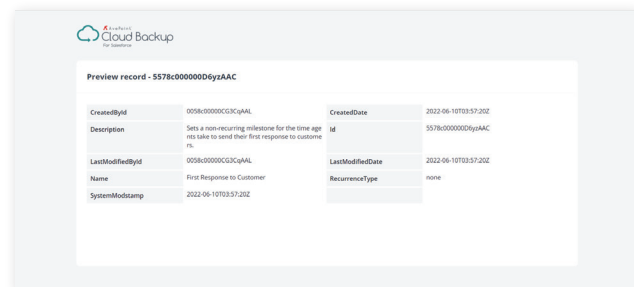 AvePoint
Cloud Backup
For Salesforce
Preview record - 5578c000000D6yzAAC
CreatedById 0058c00000CG3CqAAL CreatedDate 2022-06-10T03:57:20Z
Description Sets a non-recurring milestone for the time age Id 5578c000000D6yzAAC
nts take to send their first response to custome
rs.
LastModifiedById 0058c00000CG3CqAAL LastModifiedDate 2022-06-10T03:57:20Z
Name First Response to Customer RecurrenceType none
SystemModstamp 2022-06-10T03:57:20Z